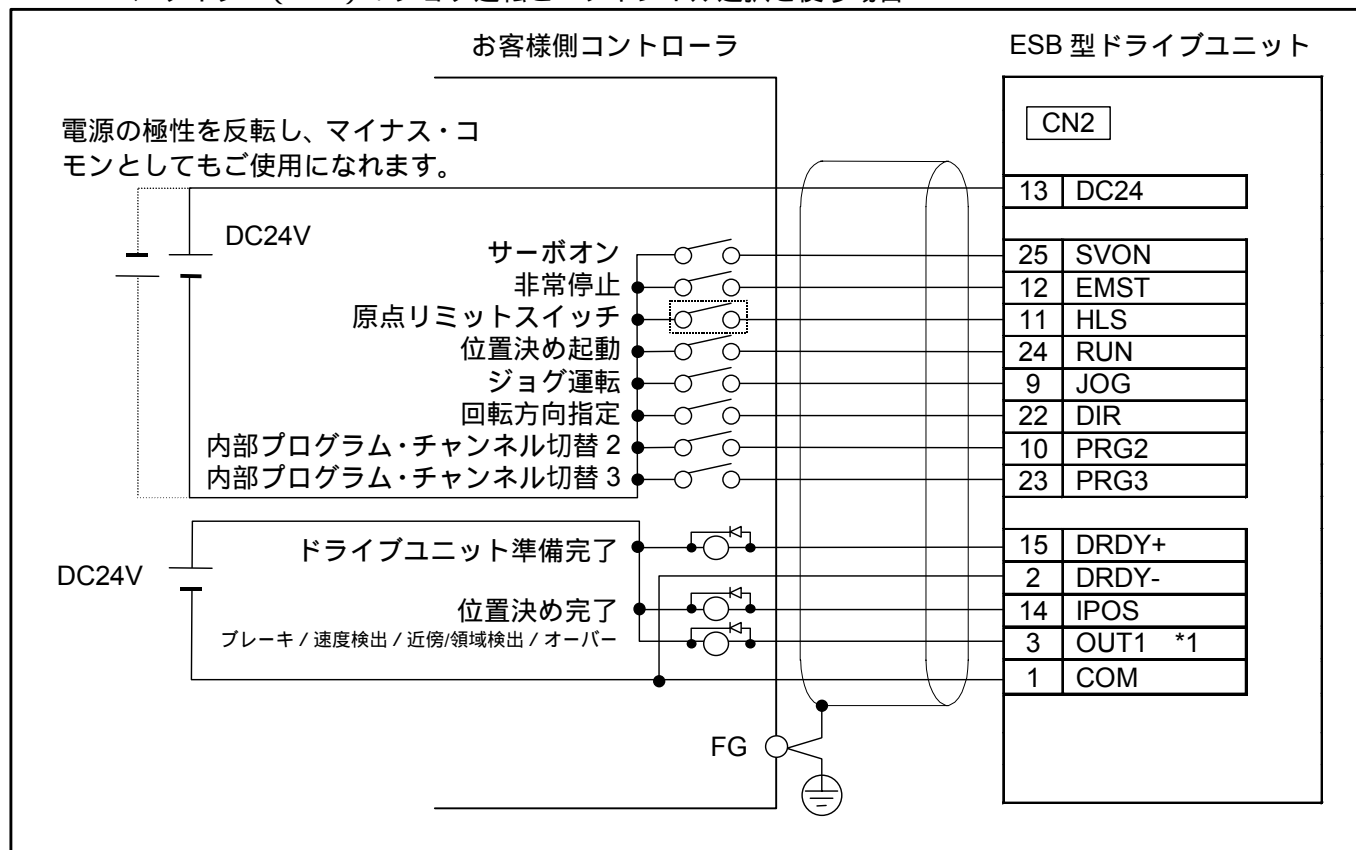 お客様側コントローラ
ESB 型ドライブユニット
電源の極性を反転し、マイナス・コ
モンとしてもご使用になれます。
CN2
13 DC24
DC24V
サーボオン
25 SVON
非常停止
12 EMST
原点リミットスイッチ
11 HLS
位置決め起動
24 RUN
ジョグ運転
9 JOG
回転方向指定
22 DIR
内部プログラム・チャンネル切替 2
10 PRG2
内部プログラム・チャンネル切替 3
23 PRG3
DC24V
ドライブユニット準備完了
15 DRDY+
2 DRDY-
位置決め完了
14 IPOS
ブレーキ / 速度検出 / 近傍/領域検出 / オーバー
3 OUT1 *1
1 COM
FG